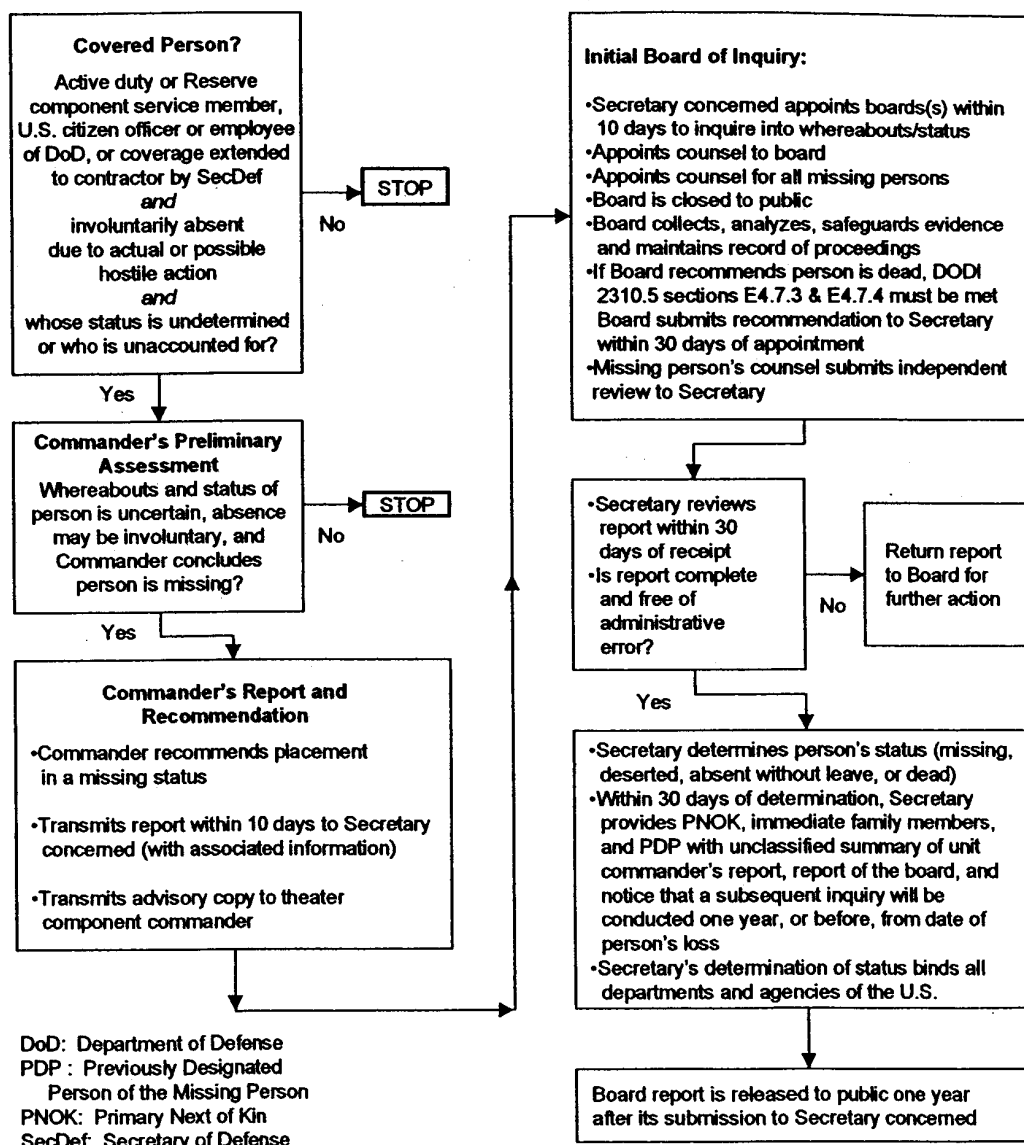 Covered Person?
Active duty or Reserve
component service member,
U.S. citizen officer or employee
of DoD, or coverage extended
to contractor by SecDef
and
involuntarily absent
due to actual or possible
hostile action
and
whose status is undetermined
or who is unaccounted for?
STOP
No
Yes
Commander's Preliminary
Assessment
Whereabouts and status of
person is uncertain, absence
may be involuntary, and
Commander concludes
person is missing?
STOP
No
Yes
Commander's Report and
Recommendation
•Commander recommends placement
in a missing status
•Transmits report within 10 days to Secretary
concerned (with associated information)
•Transmits advisory copy to theater
component commander
DoD: Department of Defense
PDP : Previously Designated
Person of the Missing Person
PNOK: Primary Next of Kin
SecDef: Secretary of Defense
Initial Board of Inquiry:
•Secretary concerned appoints boards(s) within
10 days to inquire into whereabouts/status
•Appoints counsel to board
•Appoints counsel for all missing persons
•Board is closed to public
•Board collects, analyzes, safeguards evidence
and maintains record of proceedings
•If Board recommends person is dead, DODI
2310.5 sections E4.7.3 & E4.7.4 must be met
Board submits recommendation to Secretary
within 30 days of appointment
•Missing person's counsel submits independent
review to Secretary
•Secretary reviews
report within 30
days of receipt
•Is report complete
and free of
administrative
error?
No
Return report
to Board for
further action
Yes
•Secretary determines person's status (missing,
deserted, absent without leave, or dead)
•Within 30 days of determination, Secretary
provides PNOK, immediate family members,
and PDP with unclassified summary of unit
commander's report, report of the board, and
notice that a subsequent inquiry will be
conducted one year, or before, from date of
person's loss
•Secretary's determination of status binds all
departments and agencies of the U.S.
Board report is released to public one year
after its submission to Secretary concerned